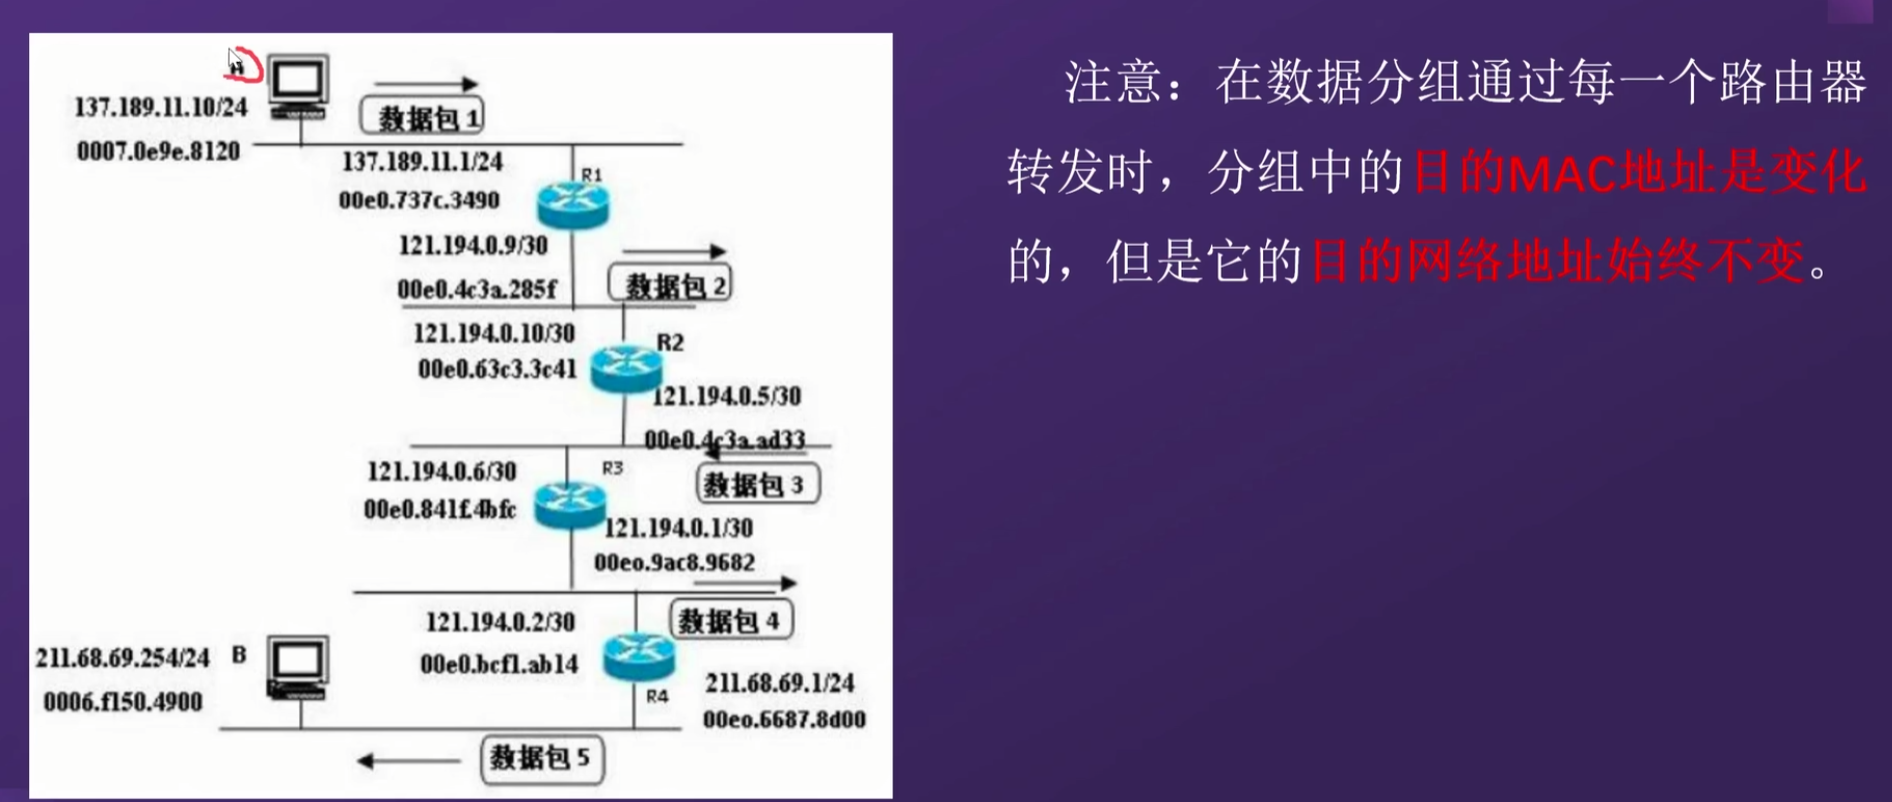 137.189.11.10/24
0007.0e9e.8120
数据包 1
137.189.11.1/24
00e0.737c.3490
R1
121.194.0.9/30
00e0.4c3a.285f
数据包 2
121.194.0.10/30
00e0.63c3.3c41
R2
121.194.0.5/30
00e0.4c3a.ad33
数据包 3
121.194.0.6/30
00e0.841f.4bfc
R3
121.194.0.1/30
00eo.9ac8.9682
数据包 4
121.194.0.2/30
00e0.bcf1.ab14
R4
211.68.69.1/24
00eo.6687.8d00
211.68.69.254/24 B
0006.f150.4900
数据包 5
注意：在数据分组通过每一个路由器
转发时，分组中的目的MAC地址是变化
的，但是它的目的网络地址始终不变。